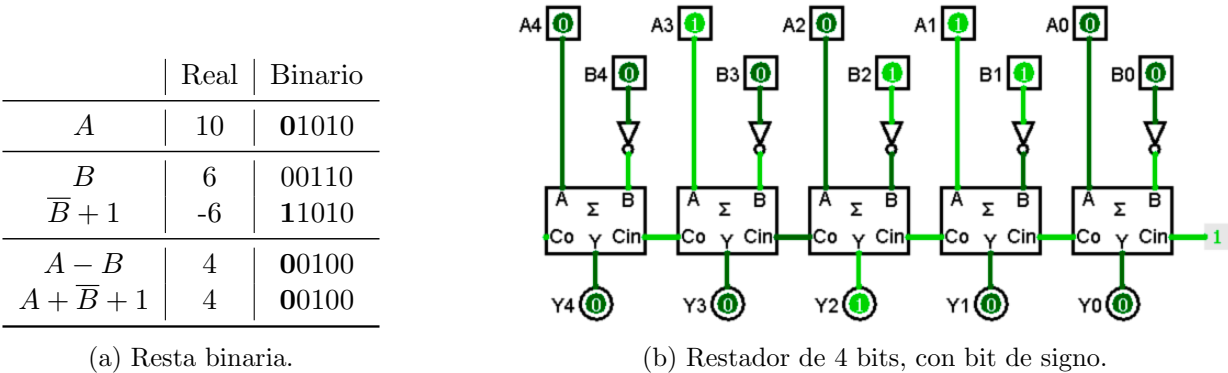 Real Binario
A 10 01010
B 6 00110
B̅ + 1 -6 11010
A − B 4 00100
A + B̅ + 1 4 00100
(a) Resta binaria.
A4 0 A3 1 A2 0 A1 1 A0 0
B4 0 B3 0 B2 1 B1 1 B0 0
A B A B A B A B A B
Σ Σ Σ Σ Σ
Co Y Cin Co Y Cin Co Y Cin Co Y Cin Co Y Cin 1
Y4 0 Y3 0 Y2 1 Y1 0 Y0 0
(b) Restador de 4 bits, con bit de signo.